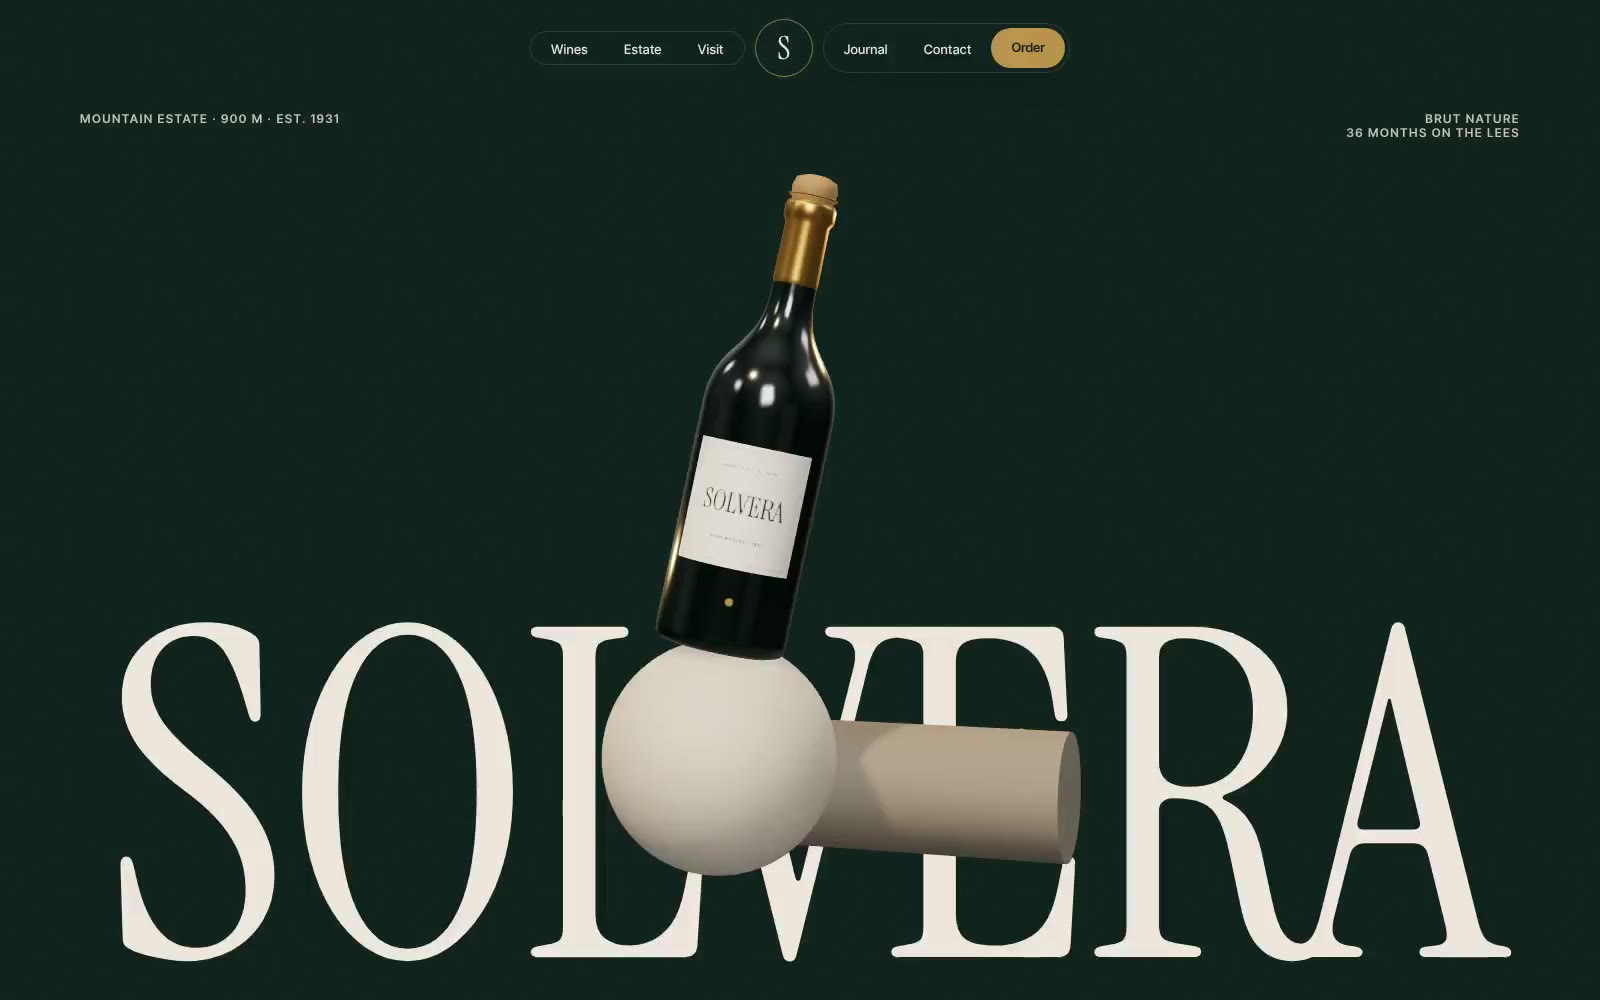 Wines Estate Visit S Journal Contact Order
MOUNTAIN ESTATE · 900 M · EST. 1931
BRUT NATURE
36 MONTHS ON THE LEES
SOLVERA
SOLVERA